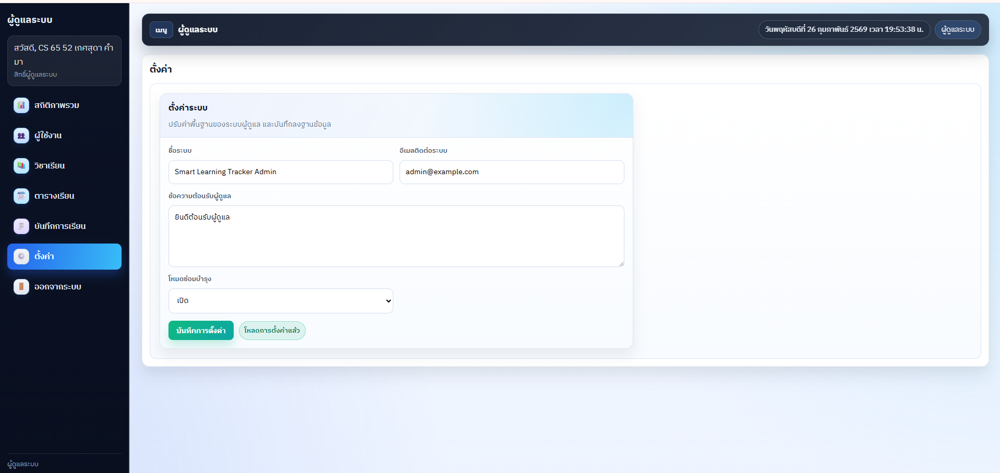 ผู้ดูแลระบบ
สวัสดี, CS 65 52 เกศสุดา คำ
มา
สิทธิ์ผู้ดูแลระบบ
สถิติภาพรวม
ผู้ใช้งาน
วิชาเรียน
ตารางเรียน
บันทึกการเรียน
ตั้งค่า
ออกจากระบบ
ผู้ดูแลระบบ
เมนู
ผู้ดูแลระบบ
วันพฤหัสบดีที่ 26 กุมภาพันธ์ 2569 เวลา 19:53:38 น.
ผู้ดูแลระบบ
ตั้งค่า
ตั้งค่าระบบ
ปรับค่าพื้นฐานของระบบผู้ดูแล และบันทึกลงฐานข้อมูล
ชื่อระบบ
อีเมลติดต่อระบบ
Smart Learning Tracker Admin
admin@example.com
ข้อความต้อนรับผู้ดูแล
ยินดีต้อนรับผู้ดูแล
โหมดซ่อมบำรุง
เปิด
บันทึกการตั้งค่า
โหลดการตั้งค่าแล้ว